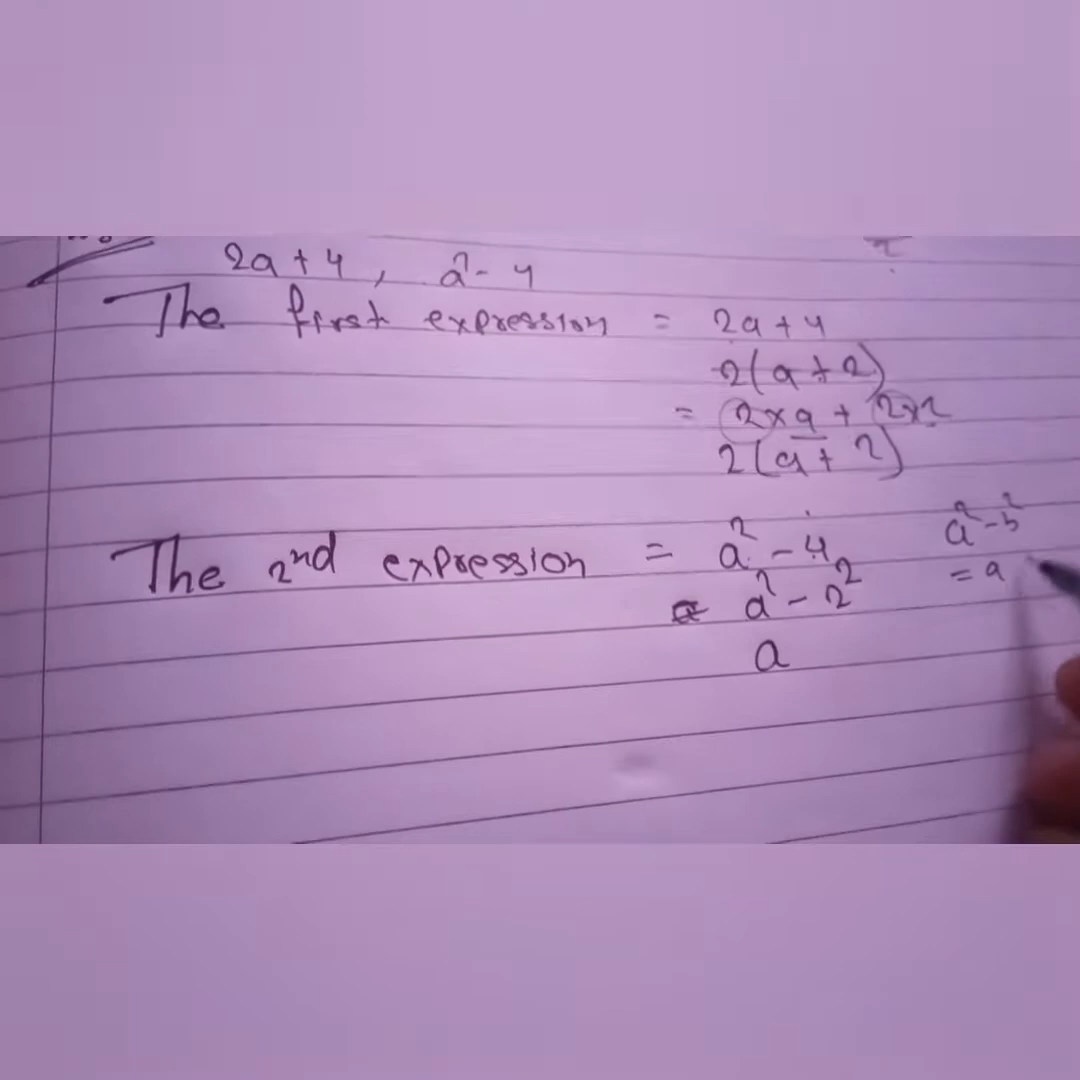 2a + 4 , a² - 4
The first expression = 2a + 4
2(a + 2)
= 2 × a + 2×2
2(a + 2)
The 2nd expression = a² - 4
a² - 2²
a
a² - b²
= a